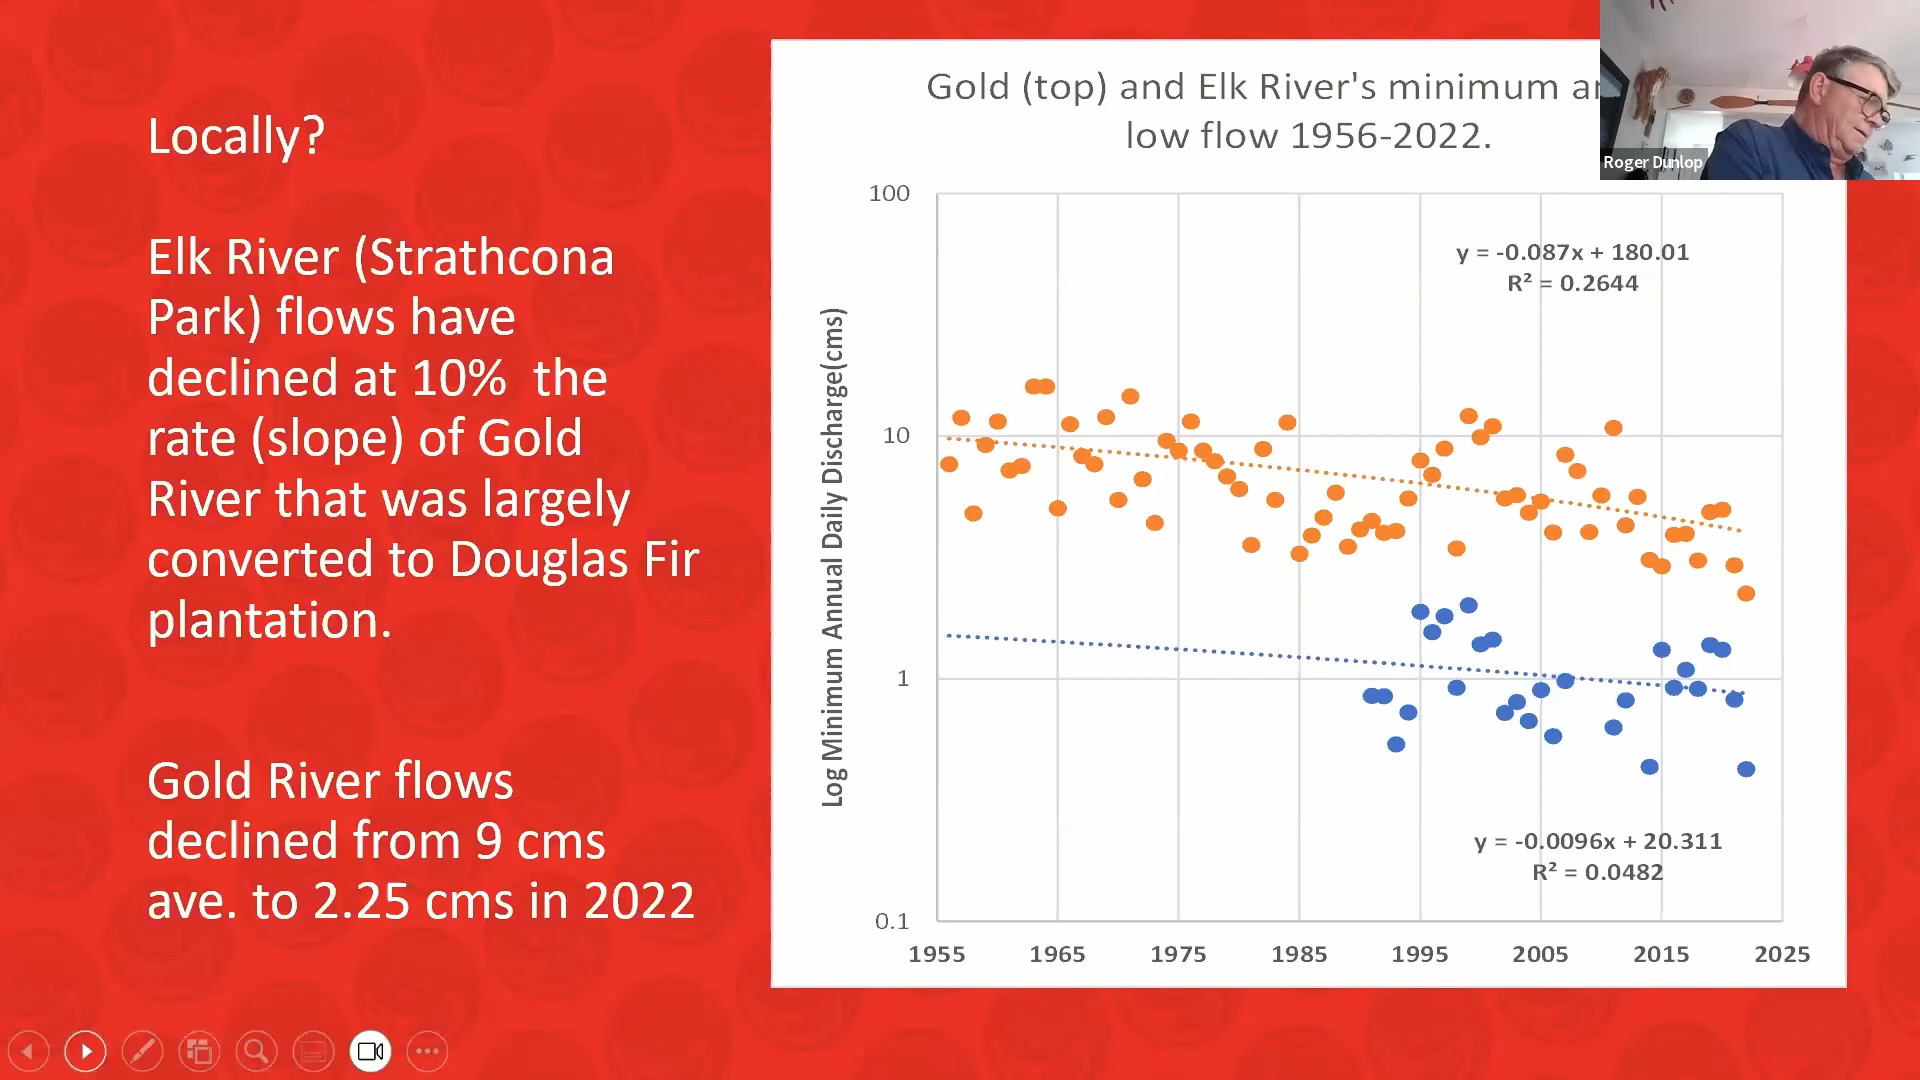 Locally?
Elk River (Strathcona
Park) flows have
declined at 10% the
rate (slope) of Gold
River that was largely
converted to Douglas Fir
plantation.
Gold River flows
declined from 9 cms
ave. to 2.25 cms in 2022
Gold (top) and Elk River's minimum
low flow 1956-2022.
Roger Dunlop
Log Minimum Annual Daily Discharge(cms)
100
10
1
0.1
y = -0.087x + 180.01
R² = 0.2644
y = -0.0096x + 20.311
R² = 0.0482
1955 1965 1975 1985 1995 2005 2015 2025